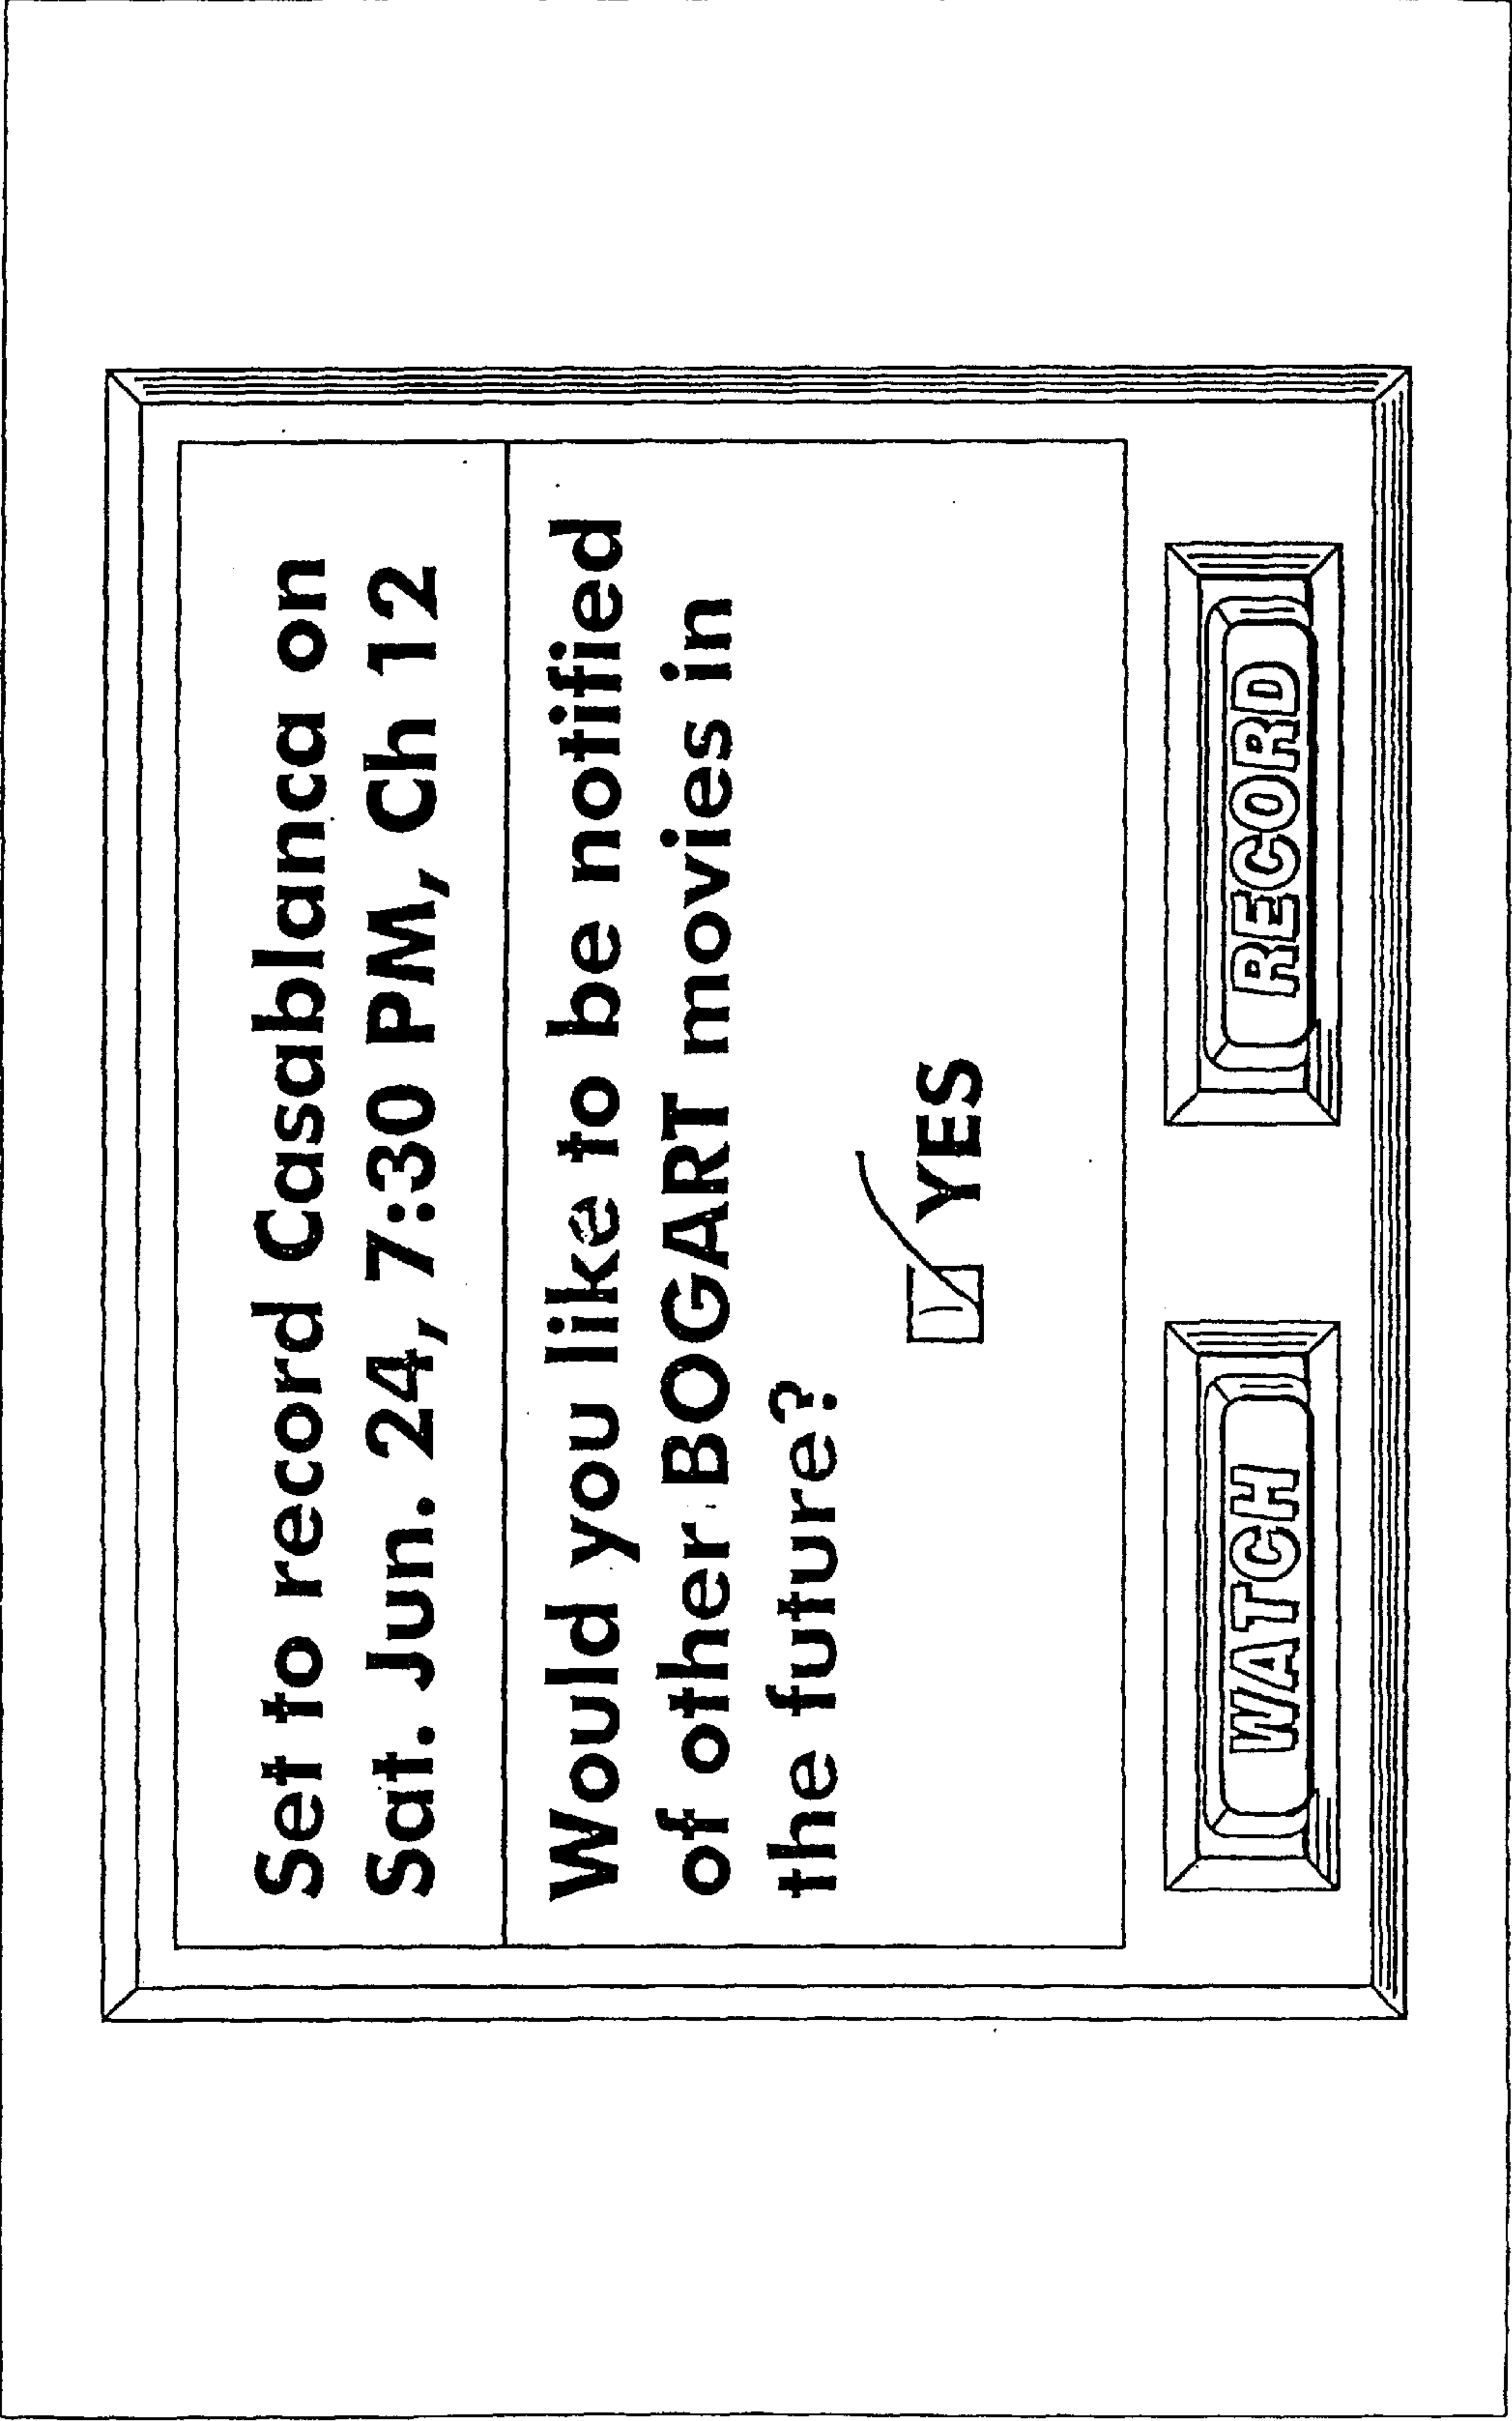 Set to record Casablanca on
Sat. Jun. 24, 7:30 PM, Ch 12
Would you like to be notified
of other BOGART movies in
the future?
YES
WATCH
RECORD